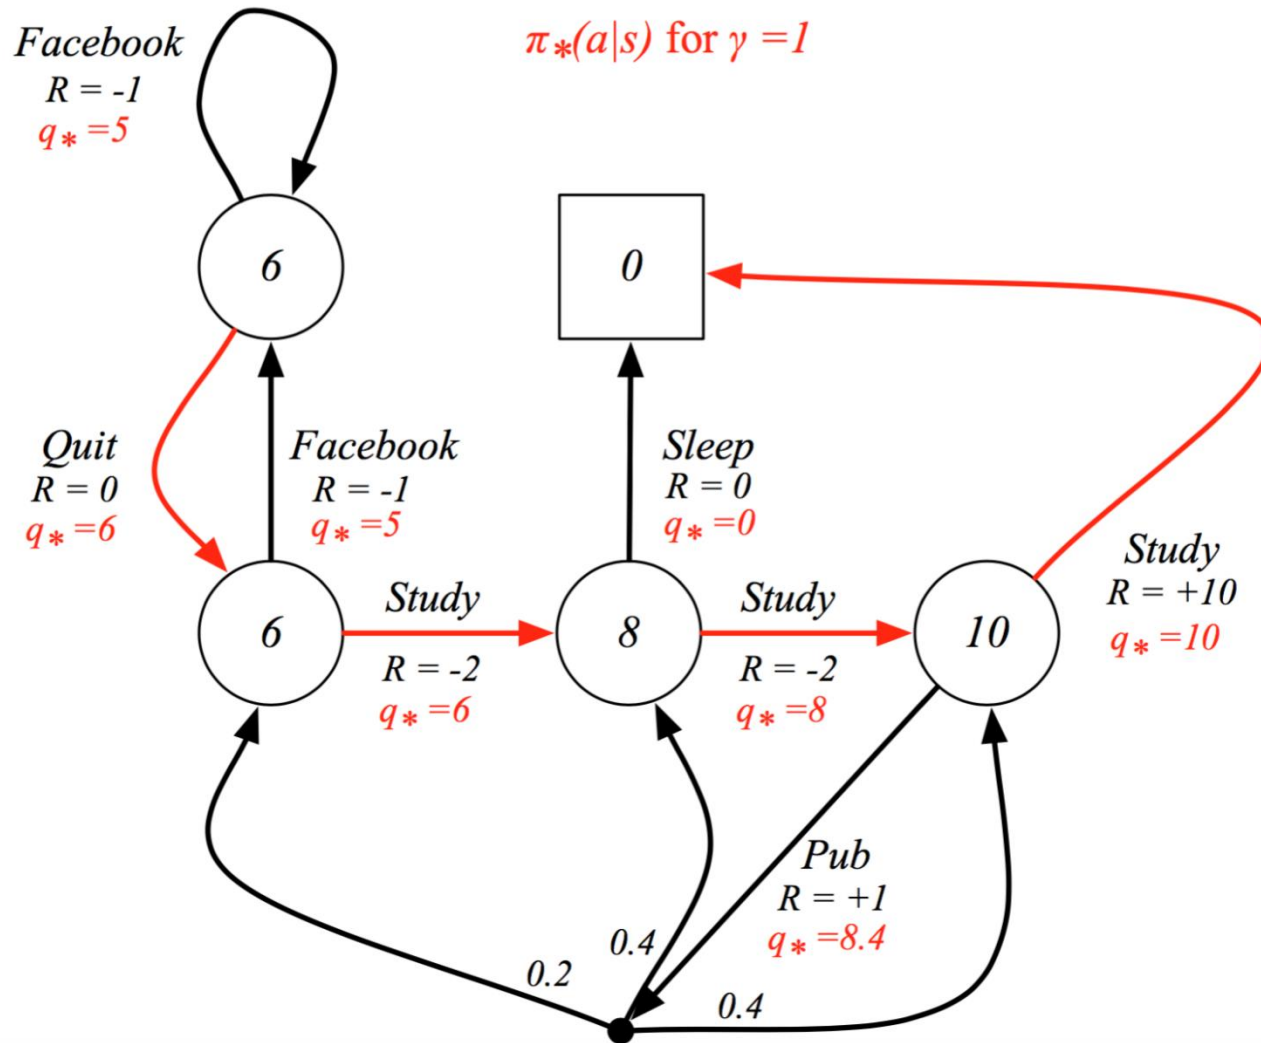 π*(a|s) for γ =1
Facebook
R = -1
q* =5
6
0
Quit
R = 0
q* =6
Facebook
R = -1
q* =5
Sleep
R = 0
q* =0
Study
R = +10
q* =10
6
Study
R = -2
q* =6
8
Study
R = -2
q* =8
10
Pub
R = +1
q* =8.4
0.2
0.4
0.4